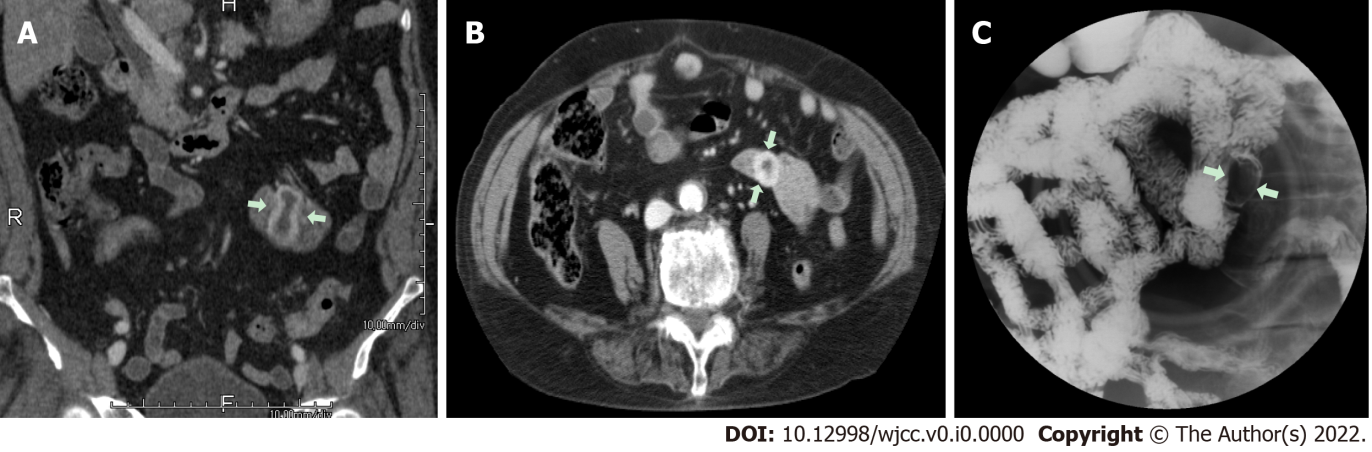 A
H
R
10.00mm/div
F
10.00mm/div
B
C
DOI: 10.12998/wjcc.v0.i0.0000 Copyright © The Author(s) 2022.